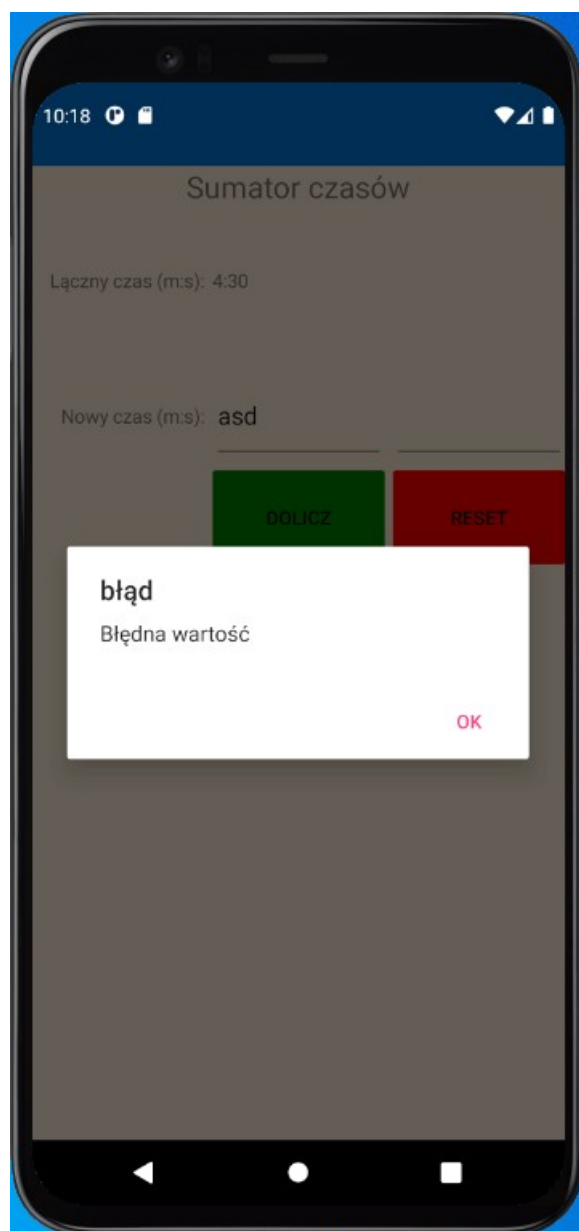 10:18
Sumator czasów
Łączny czas (m:s): 4:30
Nowy czas (m:s): asd
DOLICZ RESET
błąd
Błędna wartość
OK